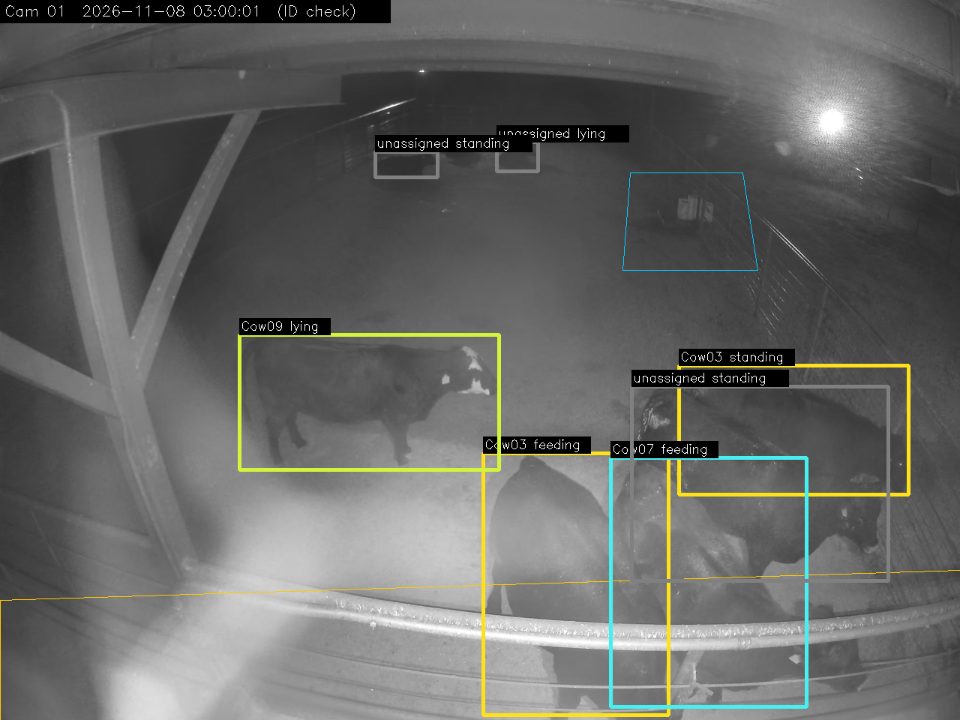 Cam 01 2026-11-08 03:00:01 (ID check)
unassigned lying
unassigned standing
Cow09 lying
Cow03 standing
unassigned standing
Cow03 feeding
Cow07 feeding